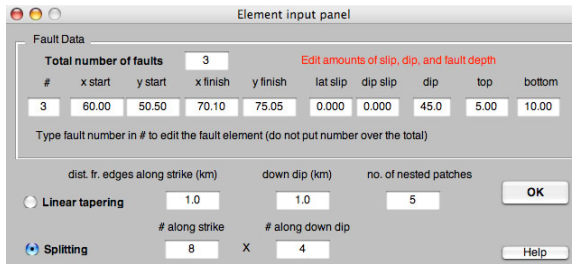 Element input panel
Fault Data
Total number of faults 3 Edit amounts of slip, dip, and fault depth
# x start y start x finish y finish lat slip dip slip dip top bottom
3 60.00 50.50 70.10 75.05 0.000 0.000 45.0 5.00 10.00
Type fault number in # to edit the fault element (do not put number over the total)
dist. fr. edges along strike (km) down dip (km) no. of nested patches
Linear tapering 1.0 1.0 5 OK
# along strike # along down dip
Splitting 8 X 4 Help